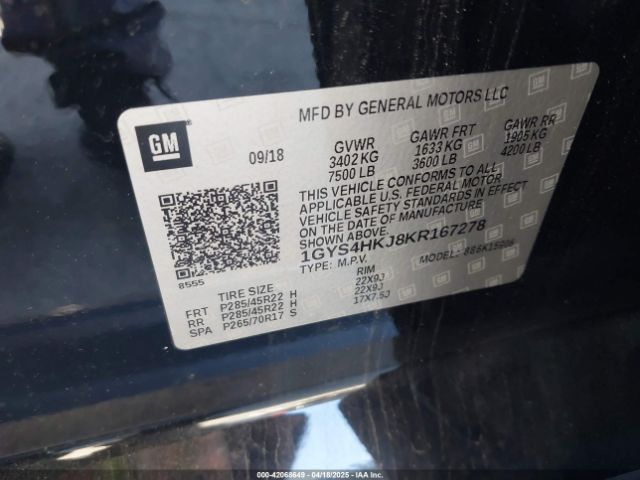 MFD BY GENERAL MOTORS LLC
GM
09/18
GVWR GAWR FRT GAWR RR
3402 KG 1633 KG 1905 KG
7500 LB 3600 LB 4200 LB
THIS VEHICLE CONFORMS TO ALL
APPLICABLE U.S. FEDERAL MOTOR
VEHICLE SAFETY STANDARDS IN EFFECT
ON THE DATE OF MANUFACTURE
SHOWN ABOVE.
1GYS4HKJ8KR167278
TYPE: M.P.V. MODEL:
8555
TIRE SIZE RIM
FRT P285/45R22 H 22X9J
RR P285/45R22 H 22X9J
SPA P265/70R17 S 17X7.5J
000-42068649 - 04/18/2025 - IAAI.COM